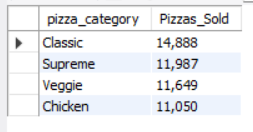 pizza_category Pizzas_Sold
Classic 14,888
Supreme 11,987
Veggie 11,649
Chicken 11,050